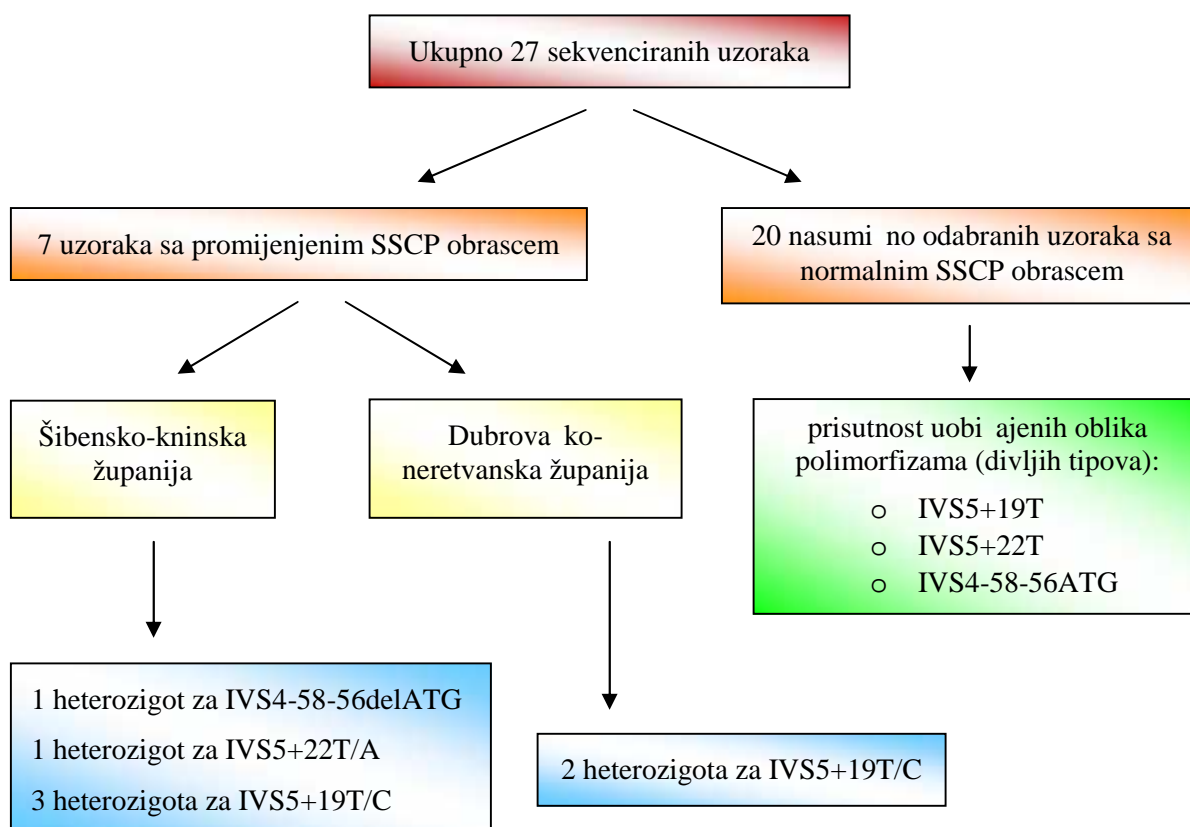 Ukupno 27 sekvenciranih uzoraka
7 uzoraka sa promijenjenim SSCP obrascem
20 nasumi no odabranih uzoraka sa
normalnim SSCP obrascem
Šibensko-kninska
županija
Dubrova ko-
neretvanska županija
prisutnost uobi ajenih oblika
polimorfizama (divljih tipova):
o IVS5+19T
o IVS5+22T
o IVS4-58-56ATG
1 heterozigot za IVS4-58-56delATG
1 heterozigot za IVS5+22T/A
3 heterozigota za IVS5+19T/C
2 heterozigota za IVS5+19T/C